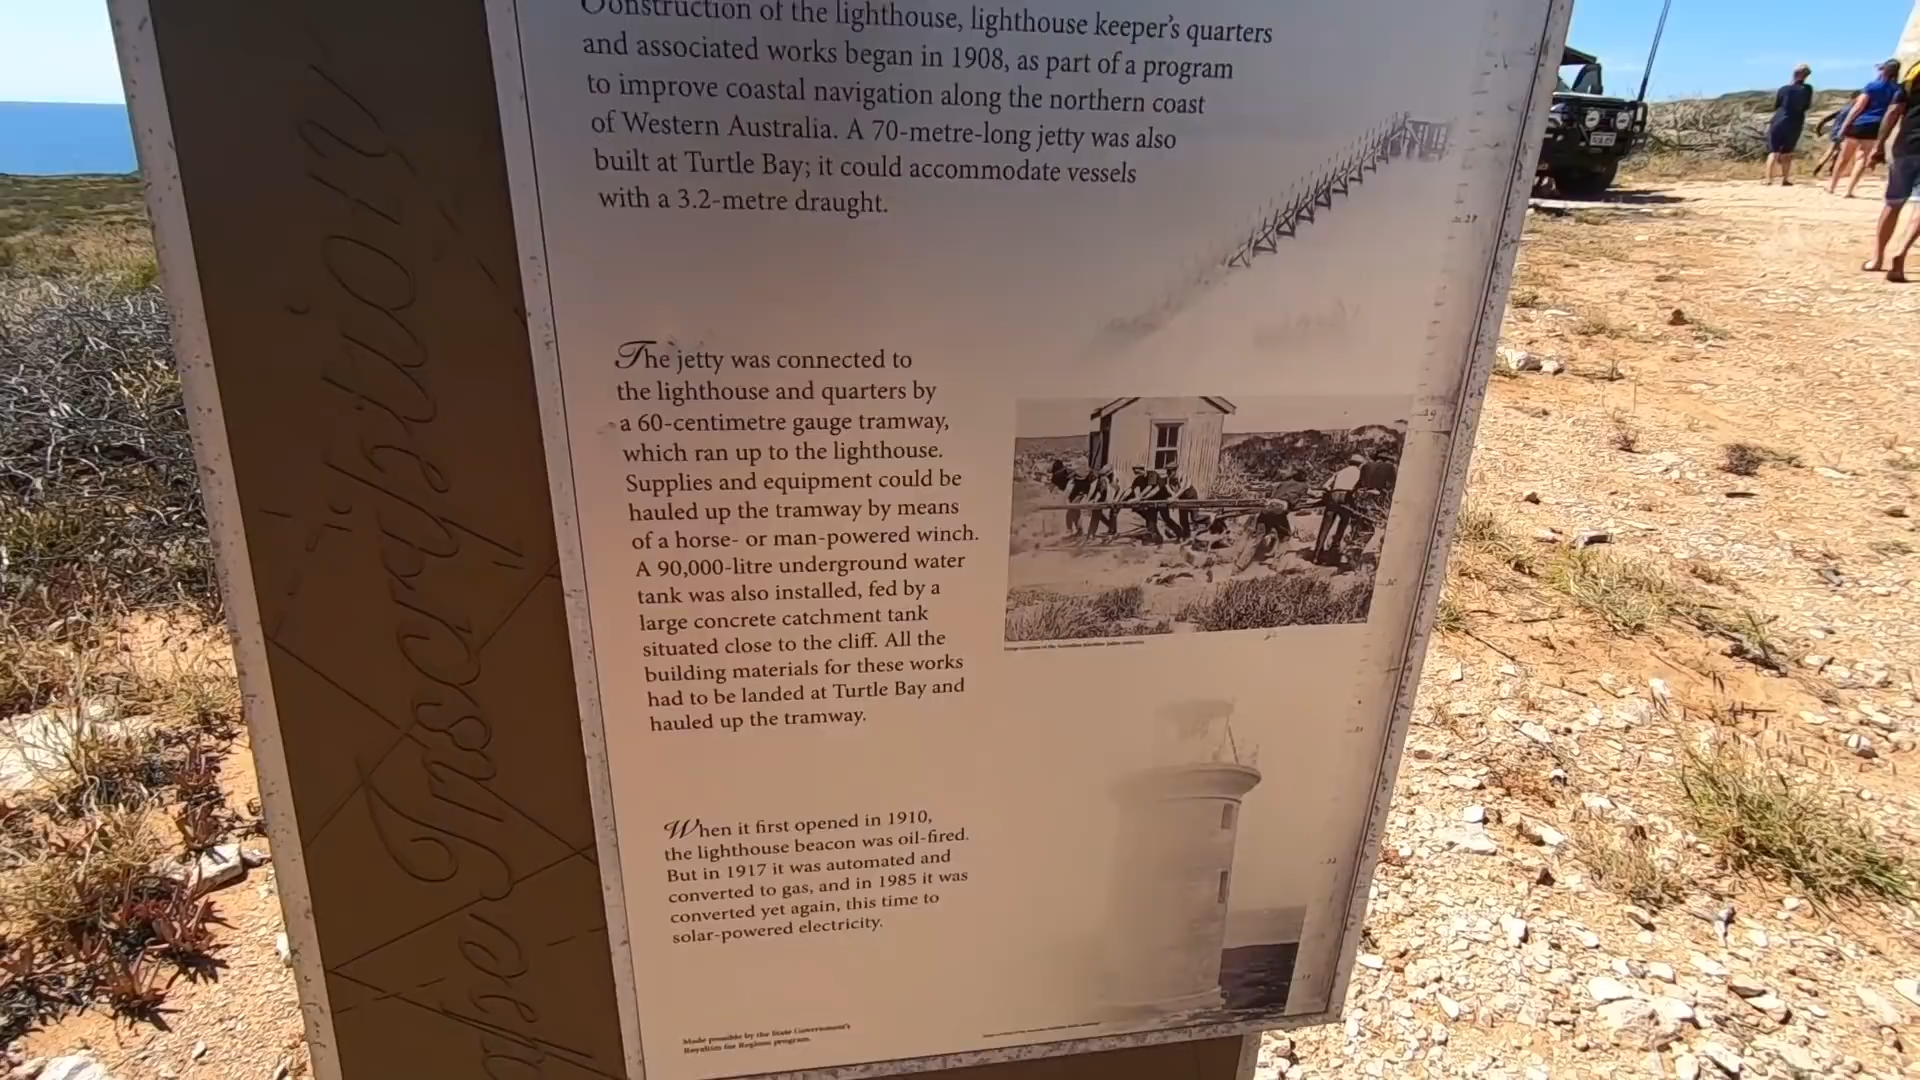 Construction of the lighthouse, lighthouse keeper's quarters
and associated works began in 1908, as part of a program
to improve coastal navigation along the northern coast
of Western Australia. A 70-metre-long jetty was also
built at Turtle Bay; it could accommodate vessels
with a 3.2-metre draught.
The jetty was connected to
the lighthouse and quarters by
a 60-centimetre gauge tramway,
which ran up to the lighthouse.
Supplies and equipment could be
hauled up the tramway by means
of a horse- or man-powered winch.
A 90,000-litre underground water
tank was also installed, fed by a
large concrete catchment tank
situated close to the cliff. All the
building materials for these works
had to be landed at Turtle Bay and
hauled up the tramway.
When it first opened in 1910,
the lighthouse beacon was oil-fired.
But in 1917 it was automated and
converted to gas, and in 1985 it was
converted yet again, this time to
solar-powered electricity.
Made possible by the State Government's
Royalties for Regions program.
Inscription